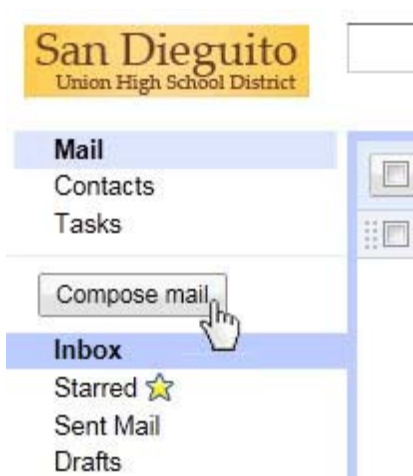 San Dieguito
Union High School District
Mail
Contacts
Tasks
Compose mail
Inbox
Starred
Sent Mail
Drafts